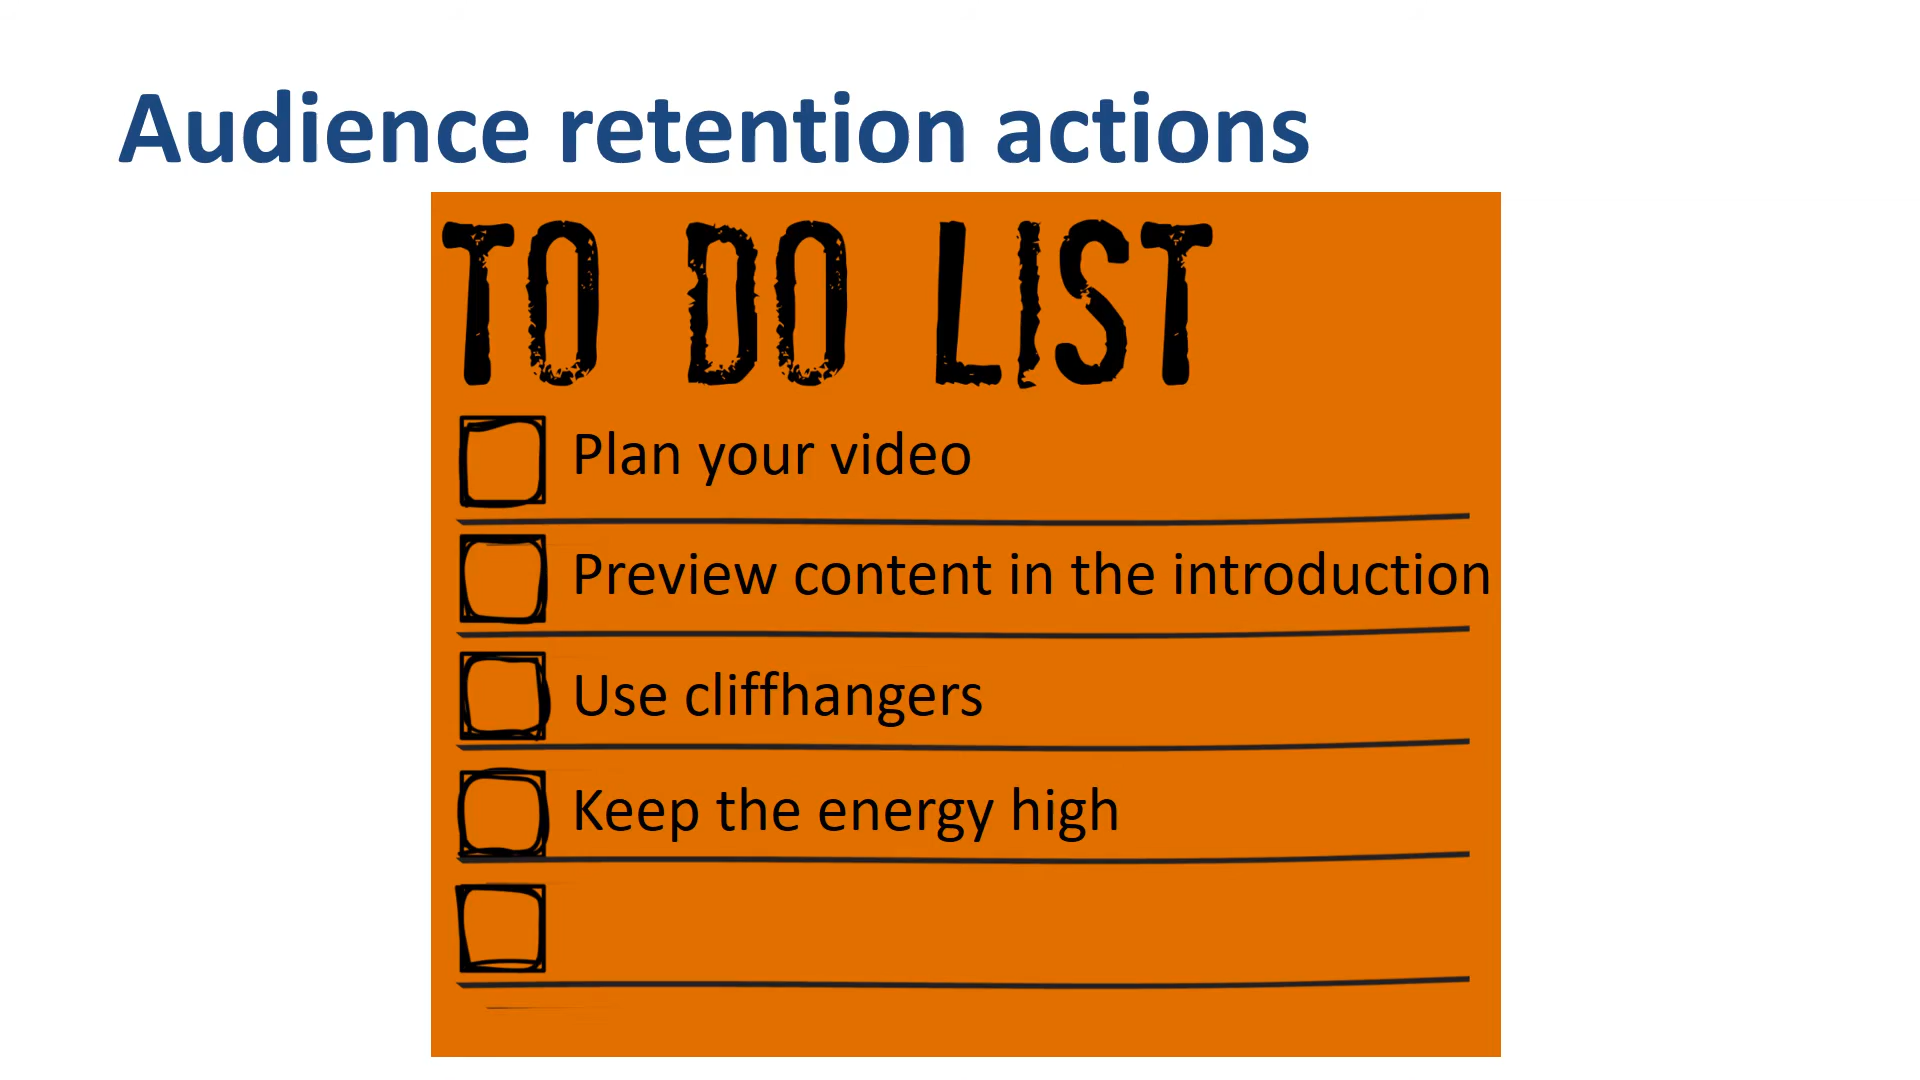 Audience retention actions
TO DO LIST
Plan your video
Preview content in the introduction
Use cliffhangers
Keep the energy high